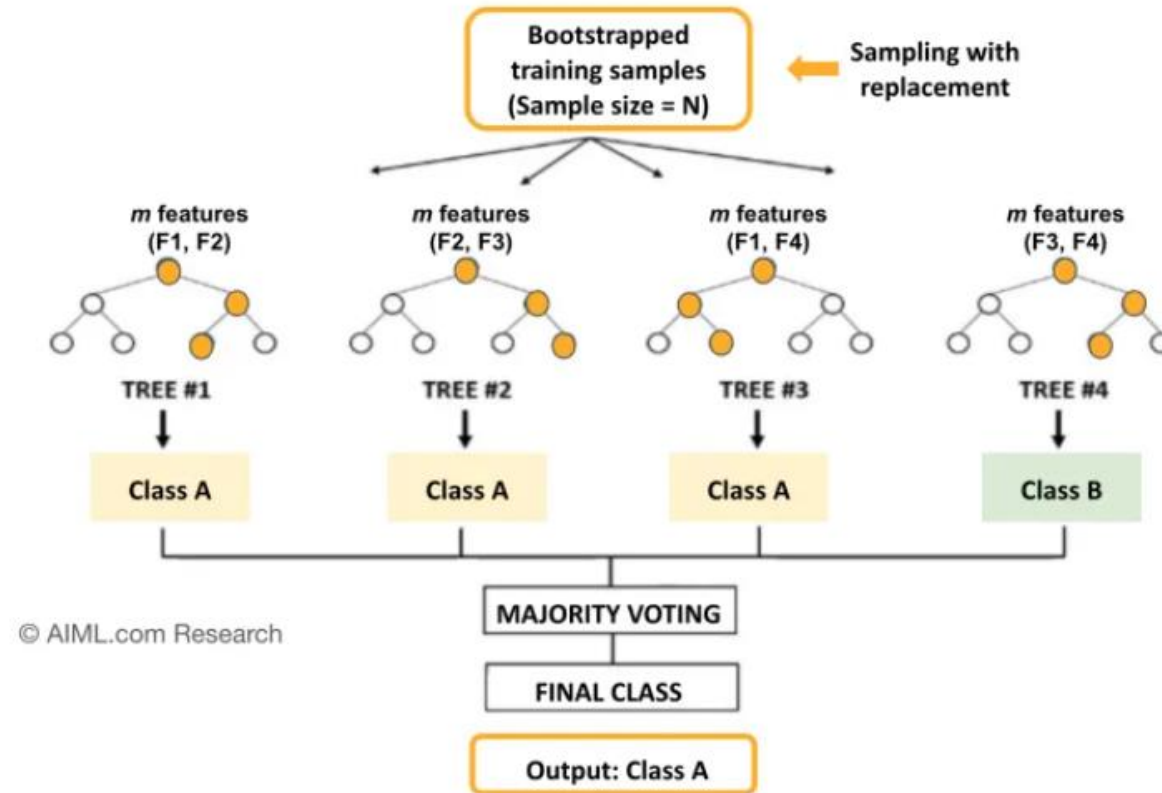 Bootstrapped
training samples
(Sample size = N)
Sampling with
replacement
m features
(F1, F2)
m features
(F2, F3)
m features
(F1, F4)
m features
(F3, F4)
TREE #1
TREE #2
TREE #3
TREE #4
Class A
Class A
Class A
Class B
MAJORITY VOTING
© AIML.com Research
FINAL CLASS
Output: Class A